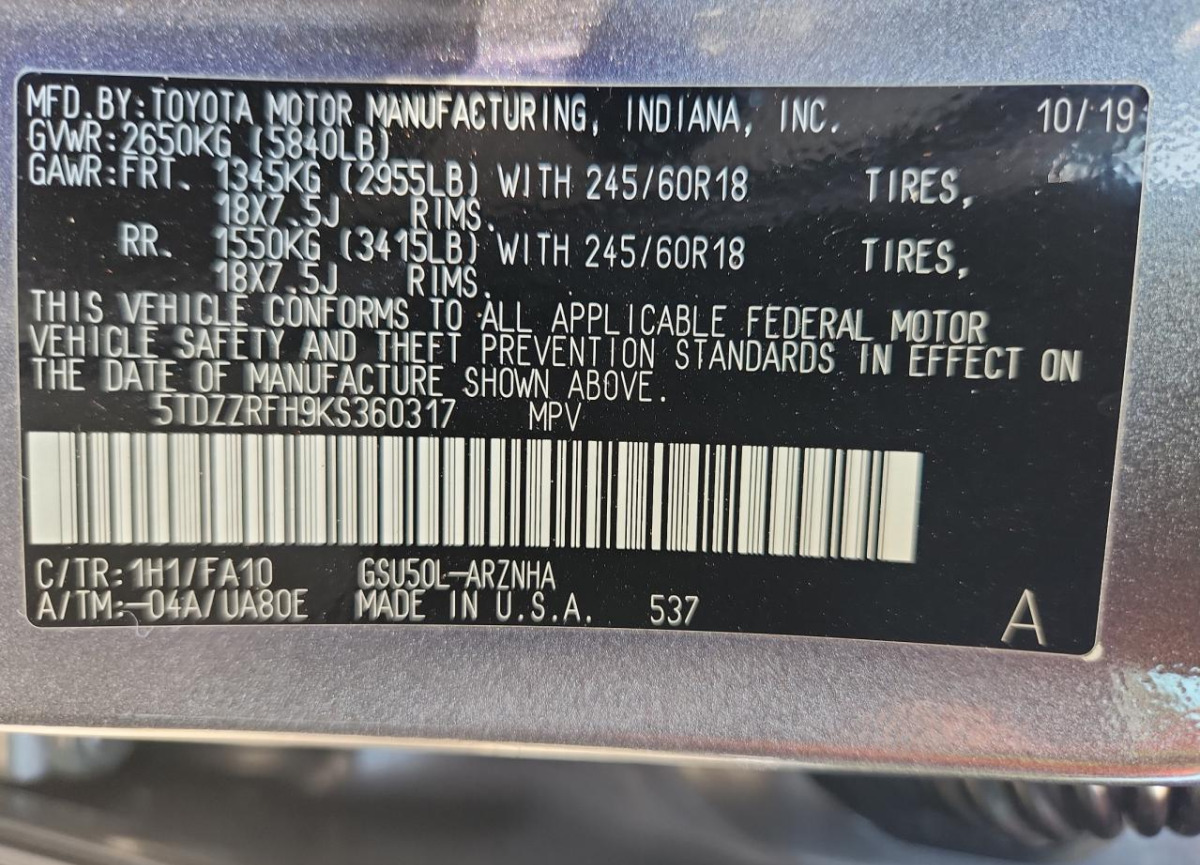 MFD.BY:TOYOTA MOTOR MANUFACTURING, INDIANA, INC. 10/19
GVWR:2650KG (5840LB)
GAWR:FRT. 1345KG (2955LB) WITH 245/60R18 TIRES,
18X7.5J RIMS.
RR. 1550KG (3415LB) WITH 245/60R18 TIRES,
18X7.5J RIMS.
THIS VEHICLE CONFORMS TO ALL APPLICABLE FEDERAL MOTOR
VEHICLE SAFETY AND THEFT PREVENTION STANDARDS IN EFFECT ON
THE DATE OF MANUFACTURE SHOWN ABOVE.
5TDZZRFH9KS360317 MPV
C/TR:1H1/FA10 GSU50L-ARZNHA
A/TM:-04A/UA80E MADE IN U.S.A. 537 A